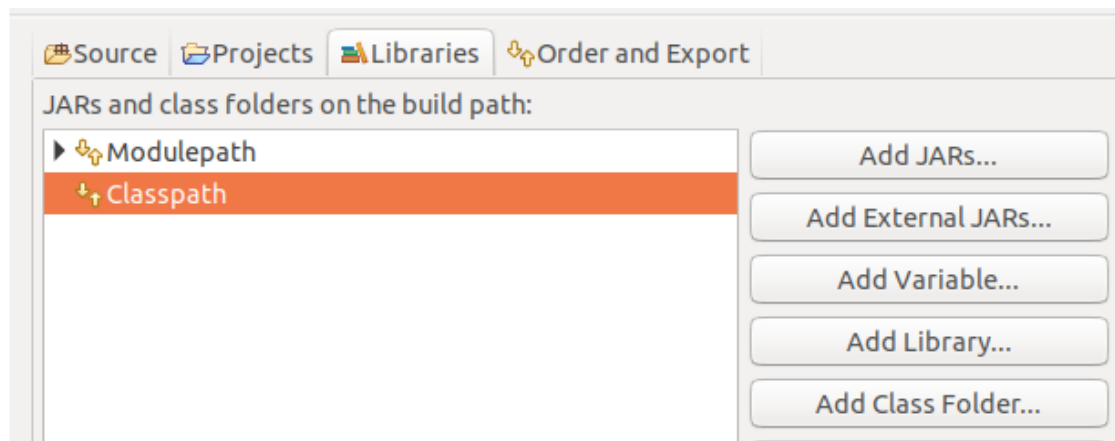 Source Projects Libraries Order and Export
JARs and class folders on the build path:
Modulepath
Classpath
Add JARs...
Add External JARs...
Add Variable...
Add Library...
Add Class Folder...